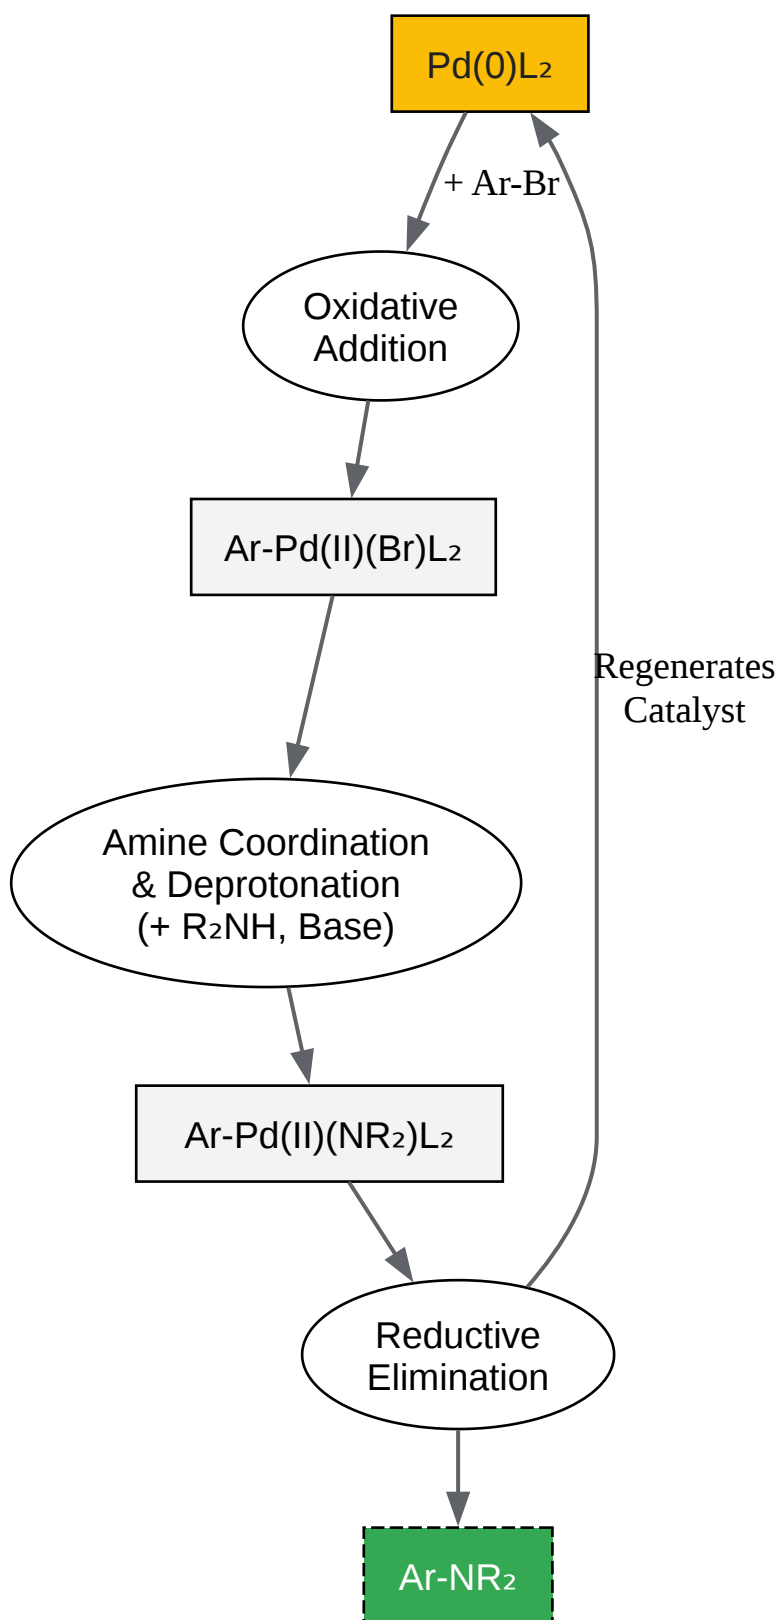 Pd(0)L₂
+ Ar-Br
Oxidative
Addition
Ar-Pd(II)(Br)L₂
Regenerates
Catalyst
Amine Coordination
& Deprotonation
(+ R₂NH, Base)
Ar-Pd(II)(NR₂)L₂
Reductive
Elimination
Ar-NR₂